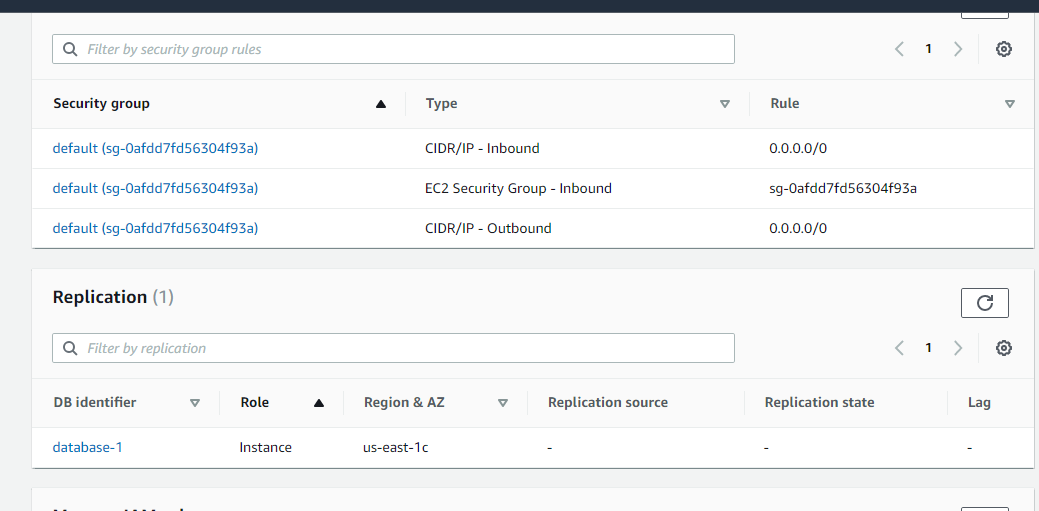 Filter by security group rules
1
Security group Type Rule
default (sg-0afdd7fd56304f93a) CIDR/IP - Inbound 0.0.0.0/0
default (sg-0afdd7fd56304f93a) EC2 Security Group - Inbound sg-0afdd7fd56304f93a
default (sg-0afdd7fd56304f93a) CIDR/IP - Outbound 0.0.0.0/0
Replication (1)
Filter by replication
1
DB identifier Role Region & AZ Replication source Replication state Lag
database-1 Instance us-east-1c - - -